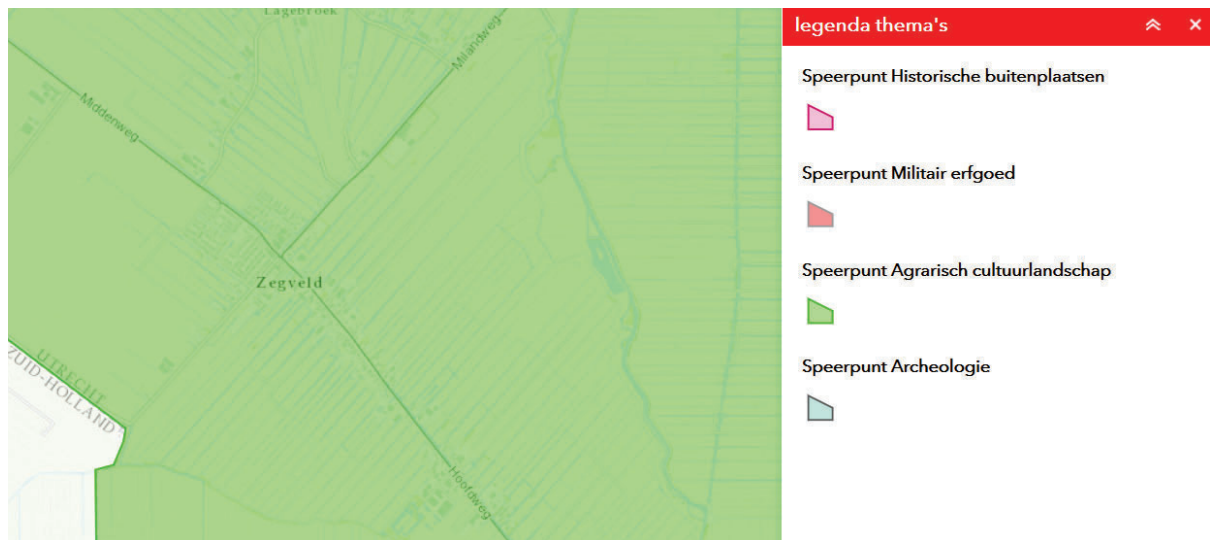 Lagebroek
Milandweg
Middenweg
Zegveld
UTRECHT
ZUID-HOLLAND
Hoofdweg
legenda thema's
Speerpunt Historische buitenplaatsen
Speerpunt Militair erfgoed
Speerpunt Agrarisch cultuurlandschap
Speerpunt Archeologie